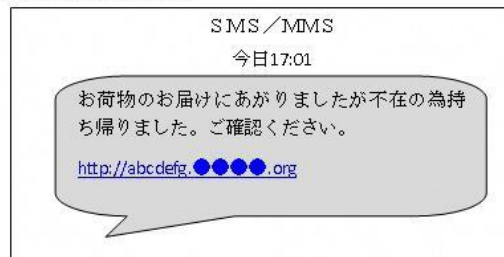 SMS／MMS
今日17:01
お荷物のお届けにあがりましたが不在の為持
ち帰りました。ご確認ください。
http://abcdefg.●●●●.org